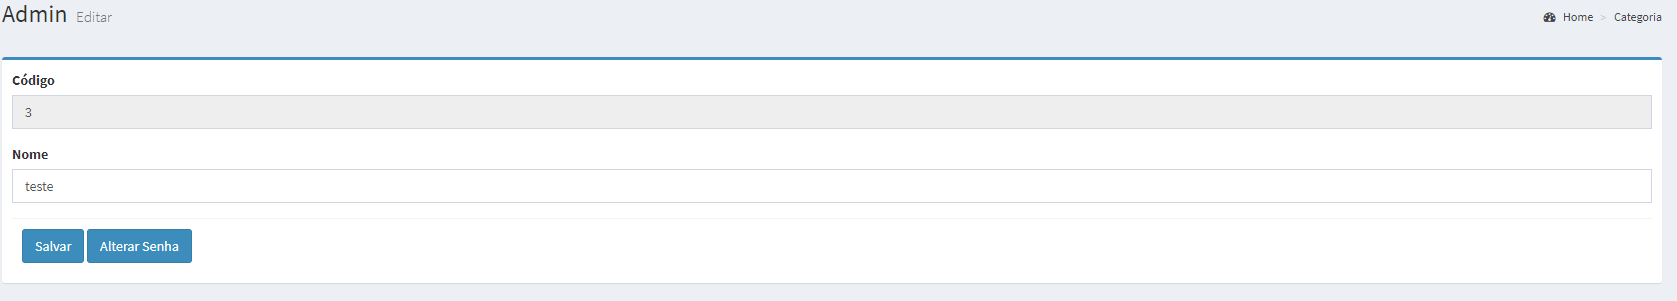 Admin Editar
Home > Categoria
Código
3
Nome
teste
Salvar Alterar Senha